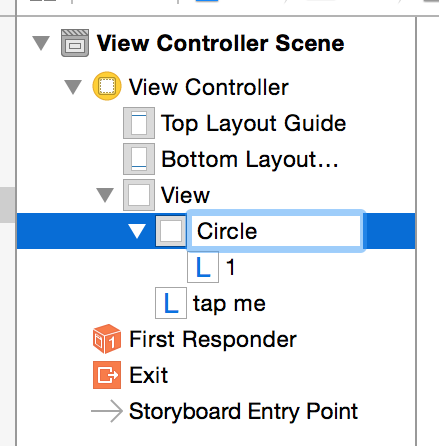 View Controller Scene
View Controller
Top Layout Guide
Bottom Layout...
View
Circle
L 1
L tap me
1 First Responder
Exit
Storyboard Entry Point